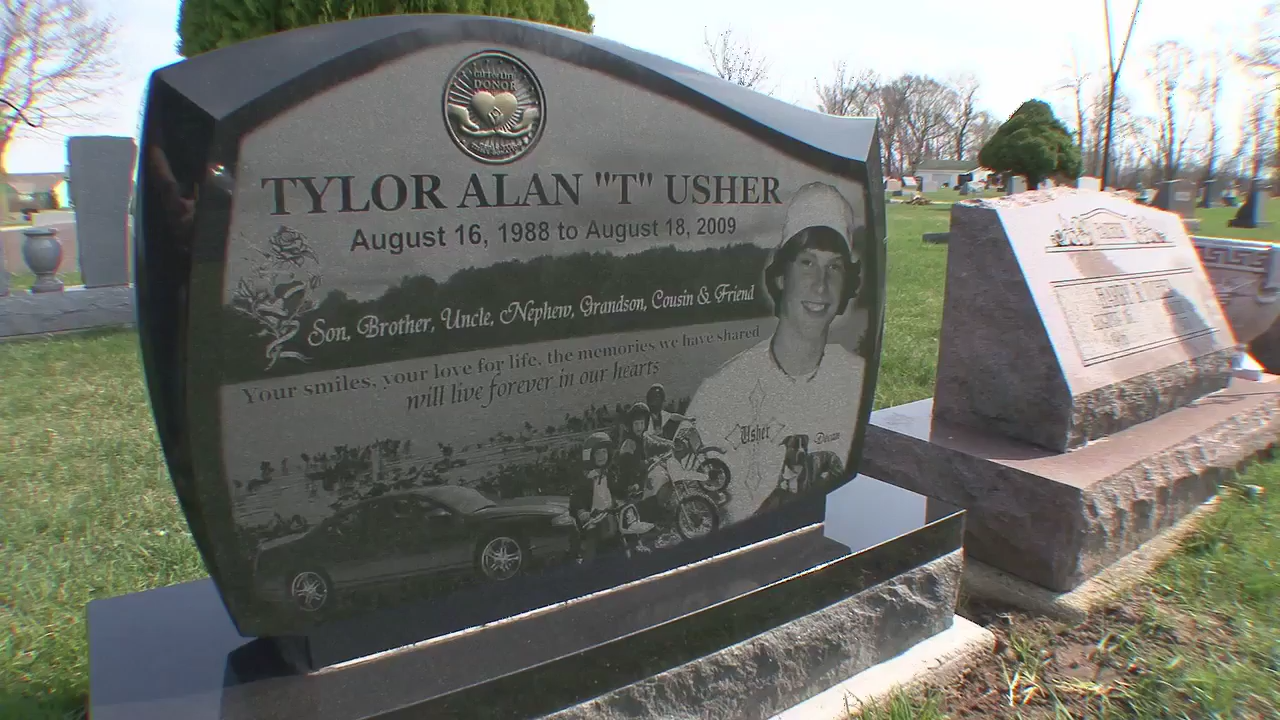 DONOR
TYLOR ALAN "T" USHER
August 16, 1988 to August 18, 2009
Son, Brother, Uncle, Nephew, Grandson, Cousin & Friend
Your smiles, your love for life, the memories we have shared
will live forever in our hearts
Usher